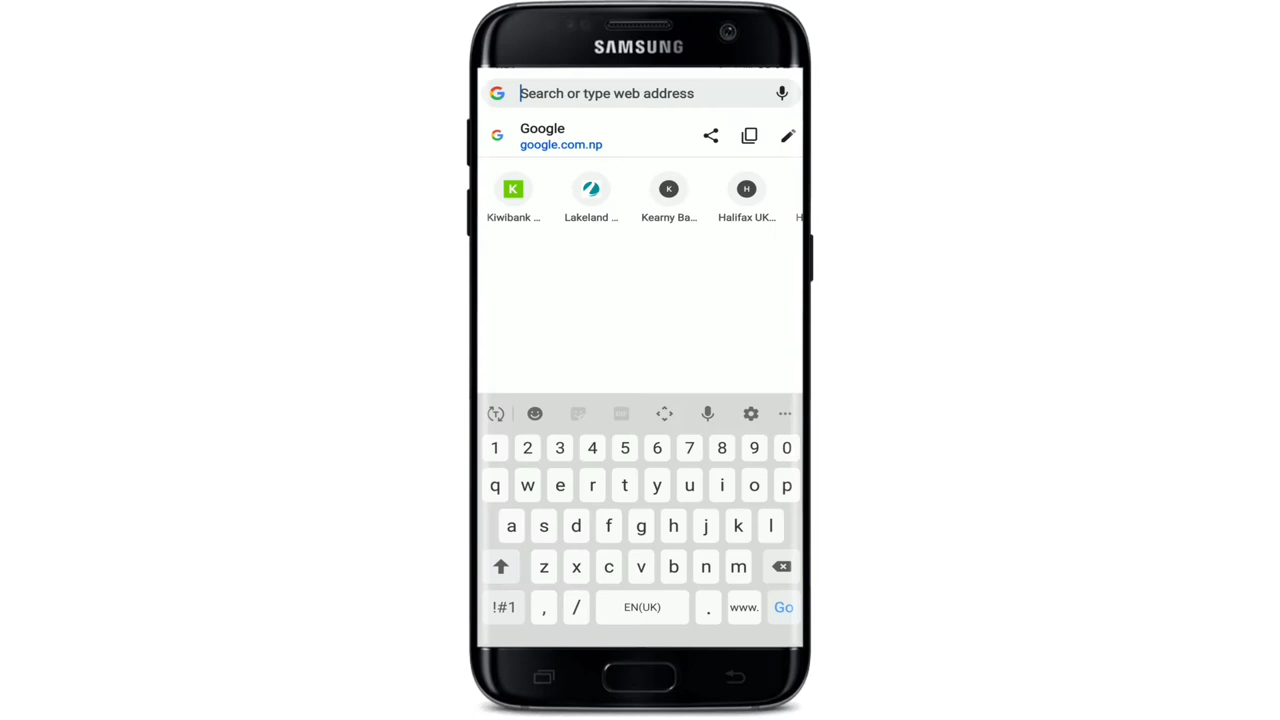 SAMSUNG
Search or type web address
Google
google.com.np
K
K
H
Kiwibank ...
Lakeland ...
Kearny Ba...
Halifax UK...
H
T
GIF
1 2 3 4 5 6 7 8 9 0
q w e r t y u i o p
a s d f g h j k l
z x c v b n m
!#1 , / EN(UK) . www. Go